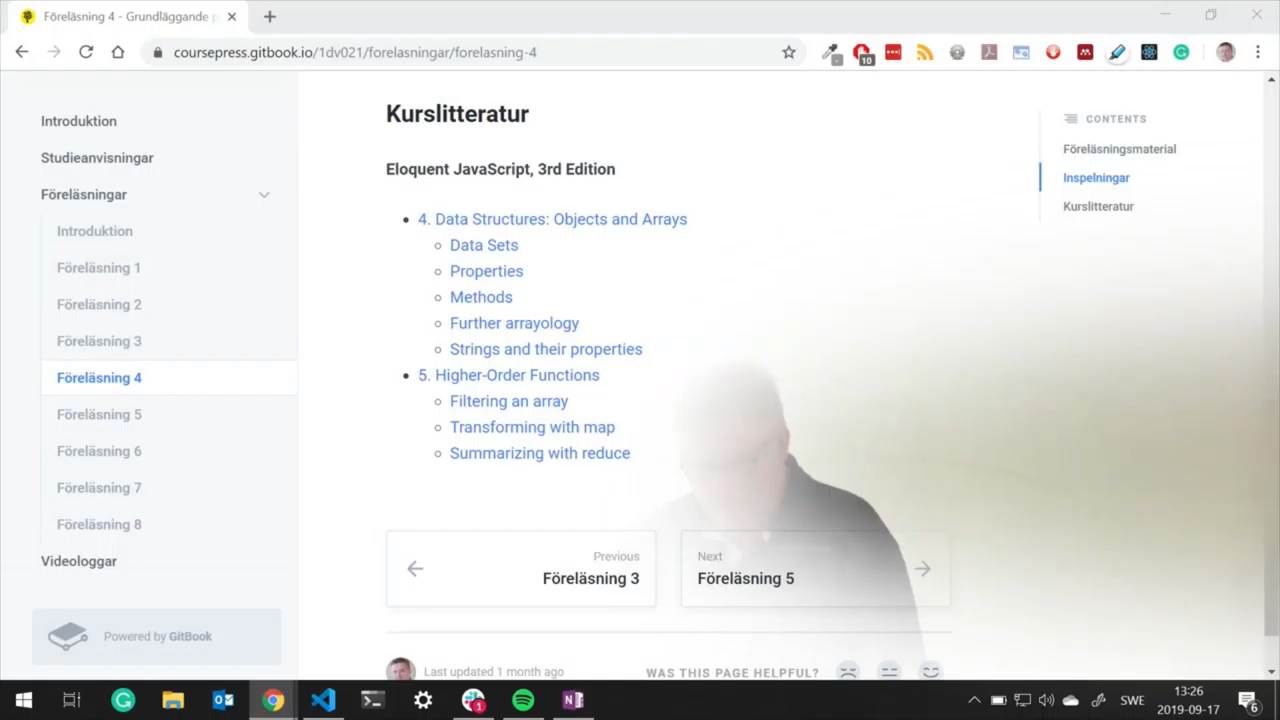 Föreläsning 4 - Grundläggande
coursepress.gitbook.io/1dv021/forelasningar/forelasning-4
10
Introduktion
Studieanvisningar
Föreläsningar
Introduktion
Föreläsning 1
Föreläsning 2
Föreläsning 3
Föreläsning 4
Föreläsning 5
Föreläsning 6
Föreläsning 7
Föreläsning 8
Videologgar
Powered by GitBook
Kurslitteratur
Eloquent JavaScript, 3rd Edition
4. Data Structures: Objects and Arrays
Data Sets
Properties
Methods
Further arrayology
Strings and their properties
5. Higher-Order Functions
Filtering an array
Transforming with map
Summarizing with reduce
Previous
Föreläsning 3
Next
Föreläsning 5
Last updated 1 month ago
WAS THIS PAGE HELPFUL?
CONTENTS
Föreläsningsmaterial
Inspelningar
Kurslitteratur
1
SWE
13:26
2019-09-17
6